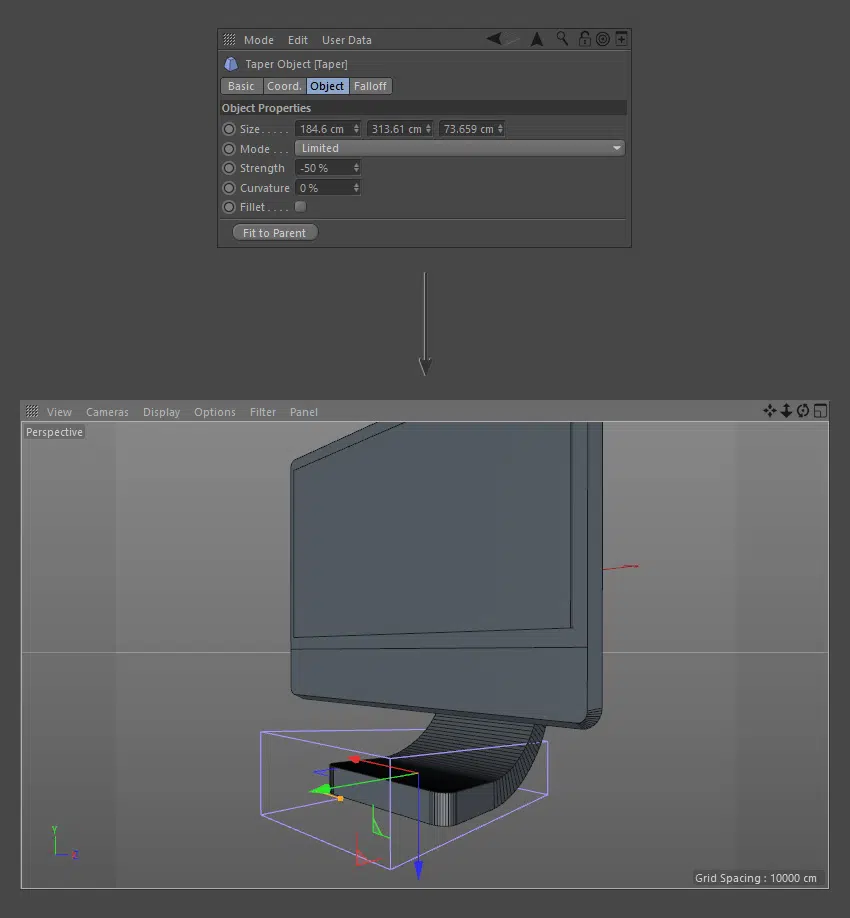 Mode Edit User Data
Taper Object [Taper]
Basic Coord. Object Falloff
Object Properties
Size . . . . . 184.6 cm 313.61 cm 73.659 cm
Mode . . . Limited
Strength -50 %
Curvature 0 %
Fillet . . . .
Fit to Parent
View Cameras Display Options Filter Panel
Perspective
Y
Z
Grid Spacing : 10000 cm